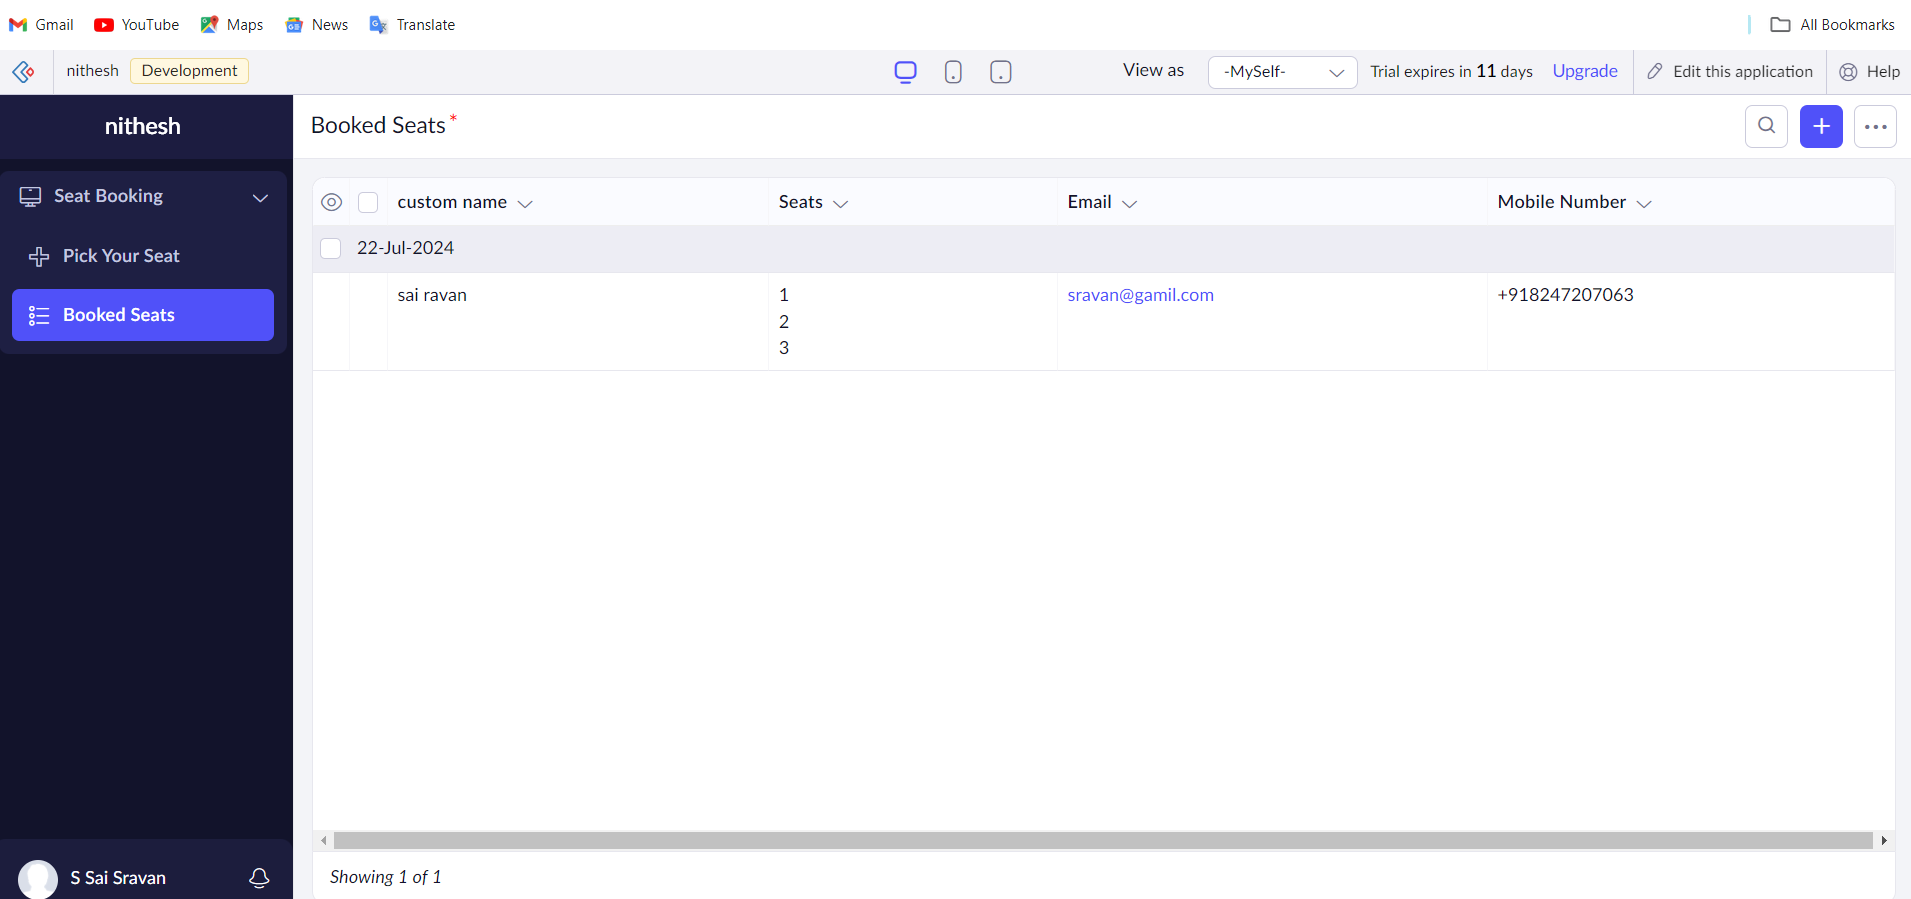 Gmail YouTube Maps News Translate All Bookmarks
nithesh Development View as -MySelf- Trial expires in 11 days Upgrade Edit this application Help
nithesh
Booked Seats *
Seat Booking
Pick Your Seat
Booked Seats
custom name Seats Email Mobile Number
22-Jul-2024
sai ravan 1 sravan@gamil.com +918247207063
2
3
S Sai Sravan
Showing 1 of 1